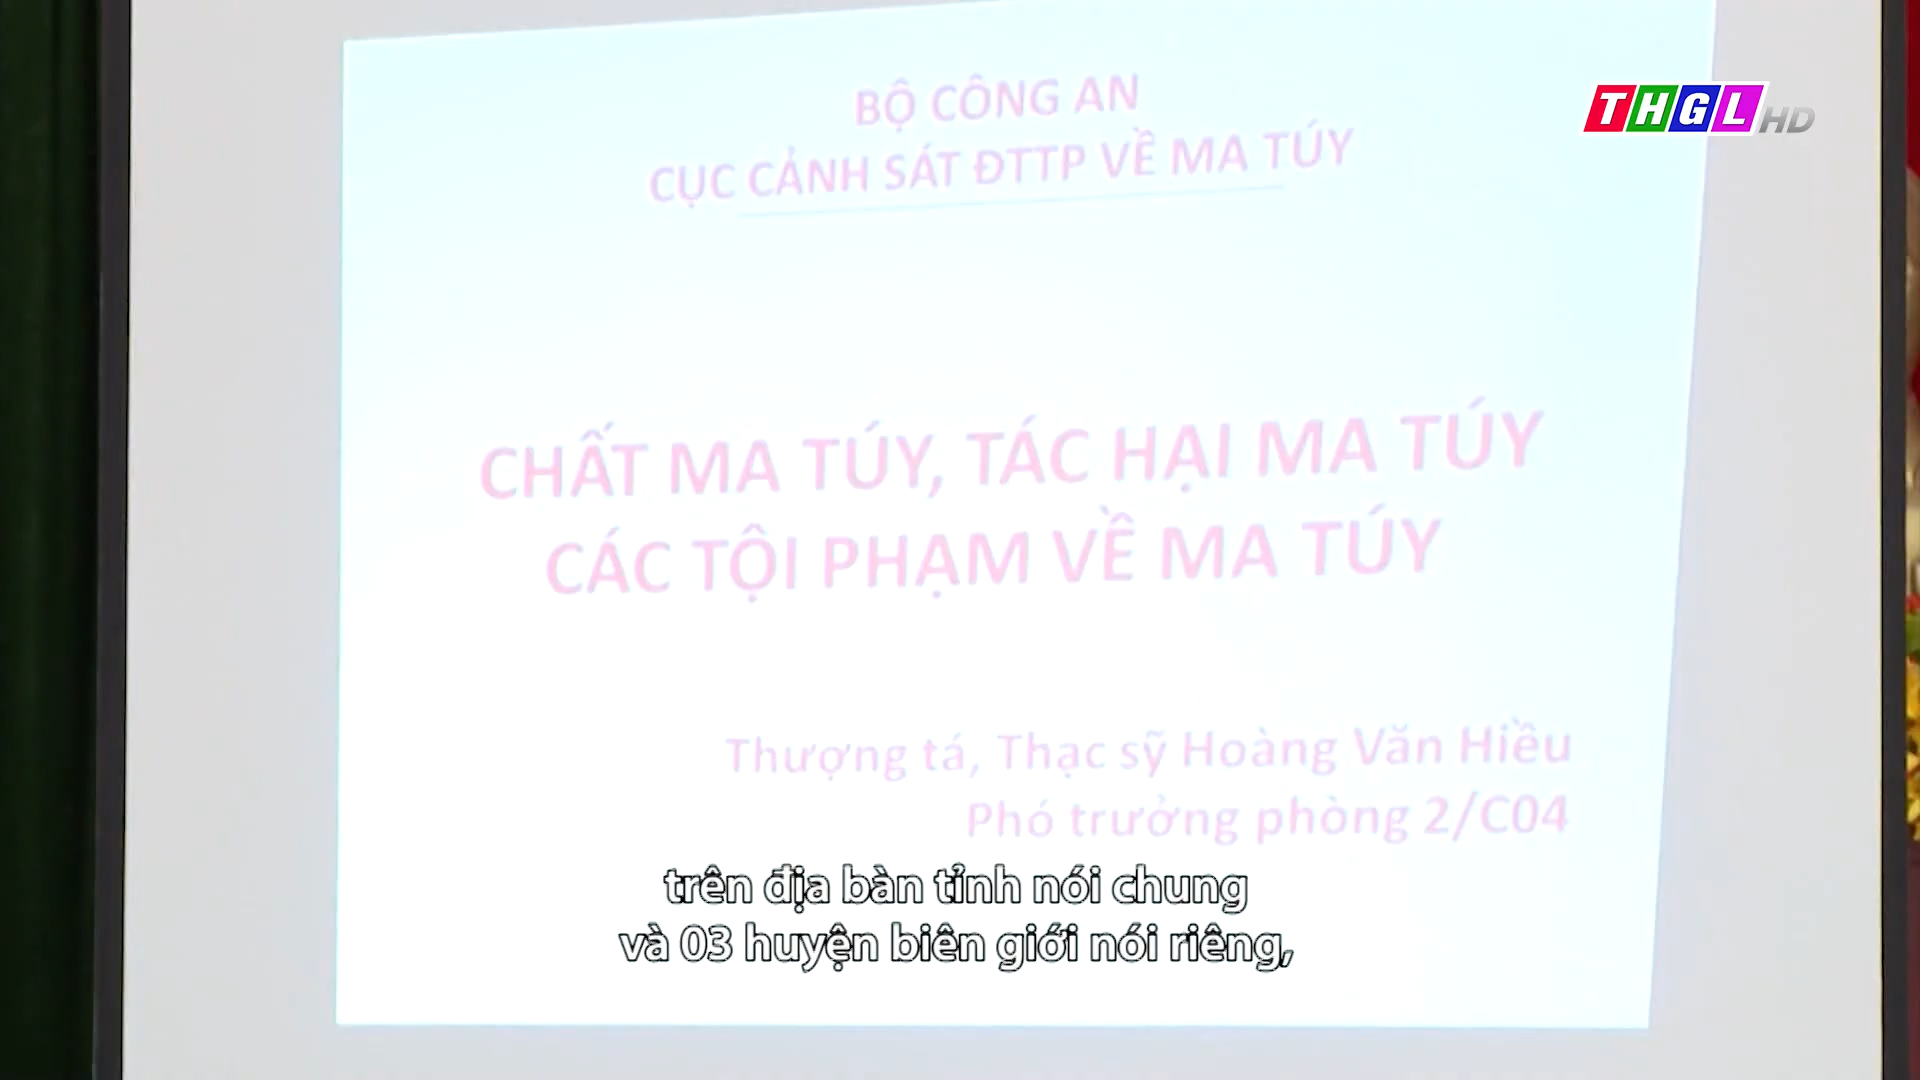 BỘ CÔNG AN
THGL HD
CỤC CẢNH SÁT ĐTTP VỀ MA TÚY
CHẤT MA TÚY, TÁC HẠI MA TÚY
CÁC TỘI PHẠM VỀ MA TÚY
Thượng tá, Thạc sỹ Hoàng Văn Hiều
Phó trưởng phòng 2/C04
trên địa bàn tỉnh nói chung
và 03 huyện biên giới nói riêng,